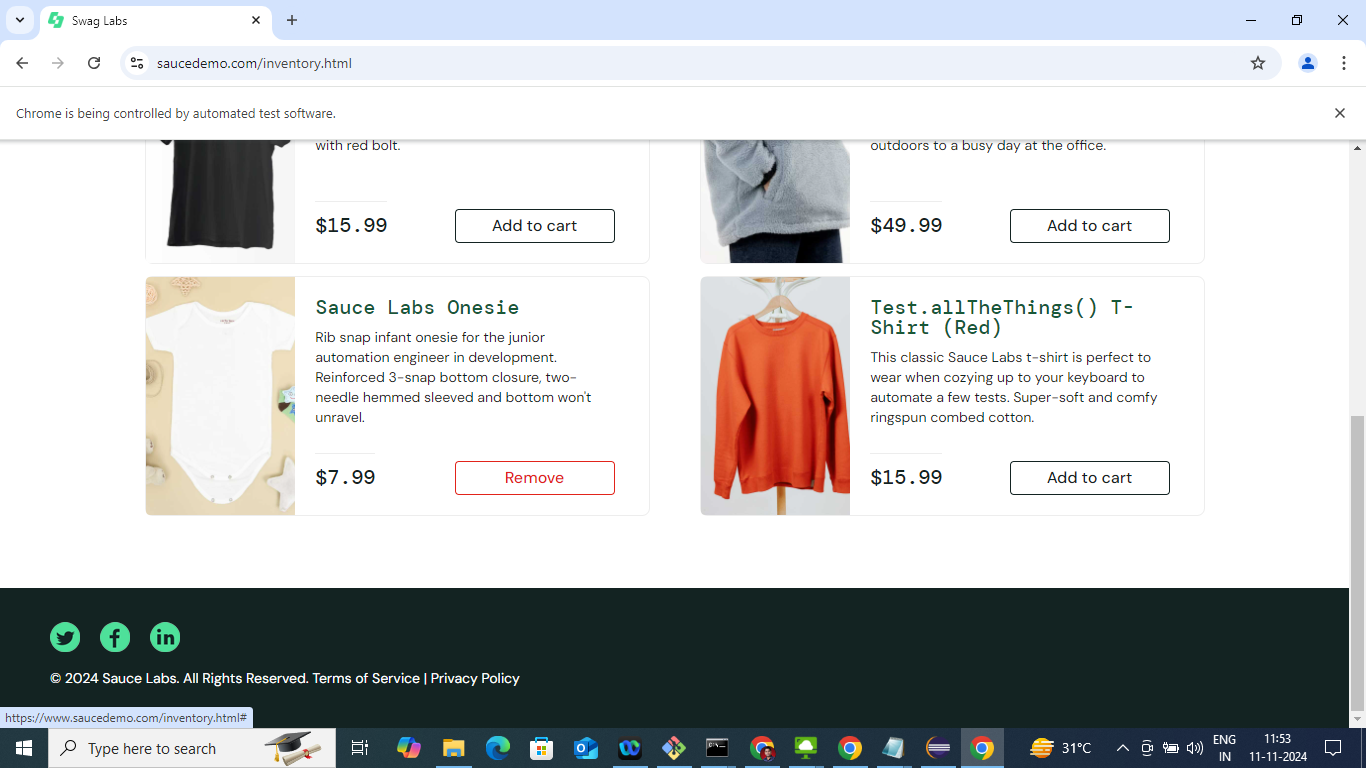 Swag Labs
saucedemo.com/inventory.html
Chrome is being controlled by automated test software.
with red bolt.
$15.99
Add to cart
outdoors to a busy day at the office.
$49.99
Add to cart
Sauce Labs Onesie
Rib snap infant onesie for the junior
automation engineer in development.
Reinforced 3-snap bottom closure, two-
needle hemmed sleeved and bottom won't
unravel.
$7.99
Remove
Test.allTheThings() T-
Shirt (Red)
This classic Sauce Labs t-shirt is perfect to
wear when cozying up to your keyboard to
automate a few tests. Super-soft and comfy
ringspun combed cotton.
$15.99
Add to cart
© 2024 Sauce Labs. All Rights Reserved. Terms of Service | Privacy Policy
https://www.saucedemo.com/inventory.html#
Type here to search
31°C
ENG
IN
11:53
11-11-2024